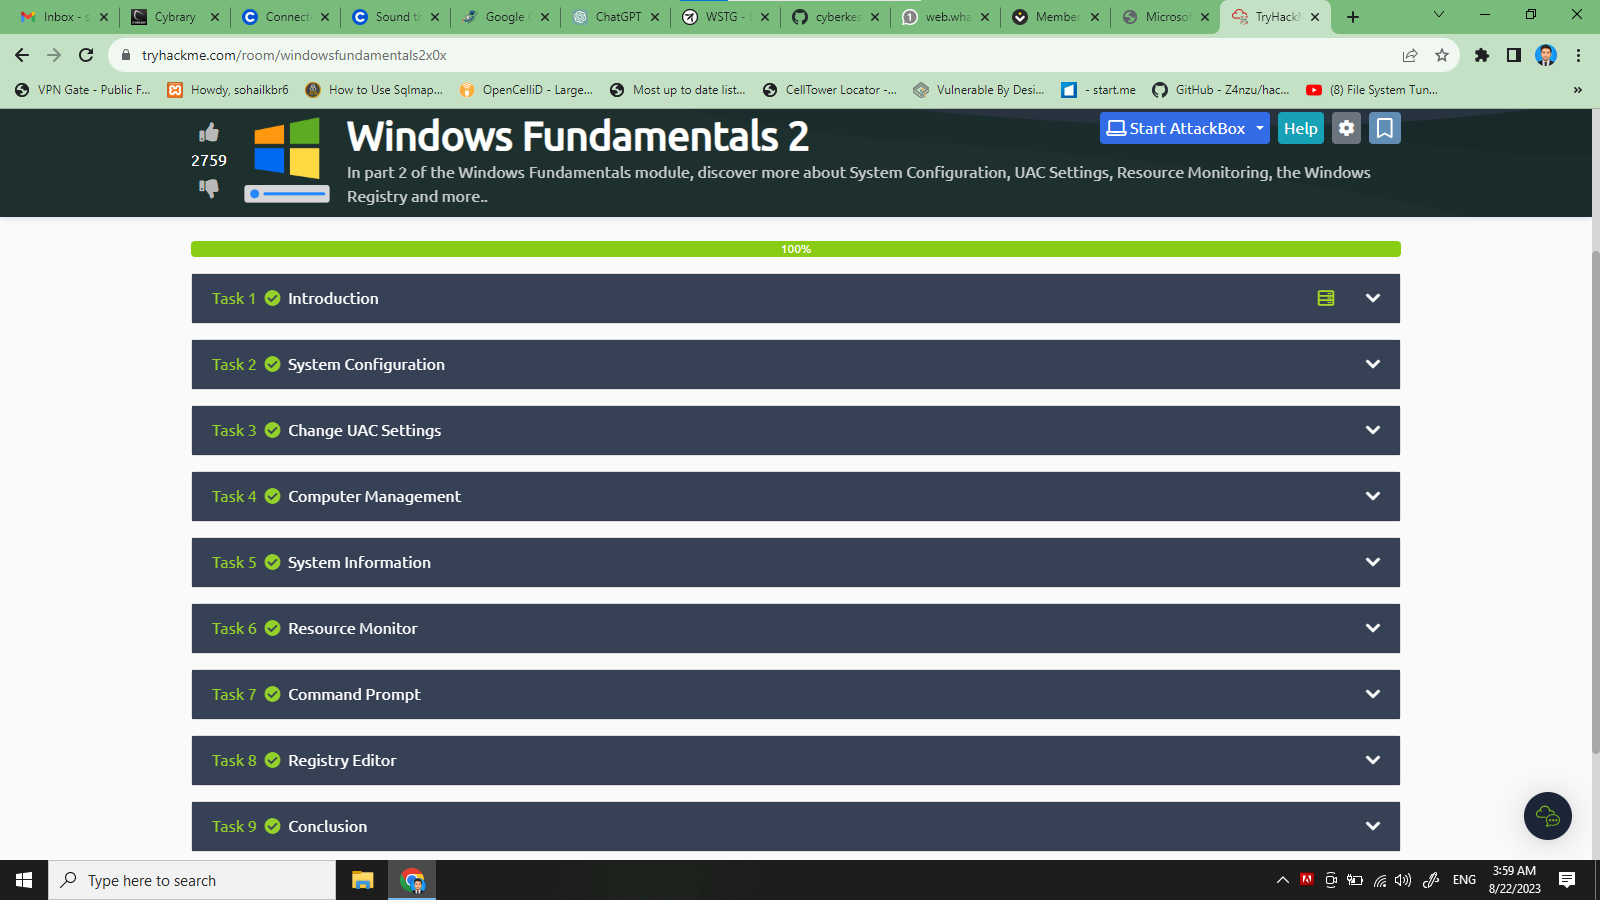 Inbox - s
Cybrary
Connect
Sound th
Google C
ChatGPT
WSTG -
cyberkes
web.wha
Member
Microsof
TryHack
tryhackme.com/room/windowsfundamentals2x0x
VPN Gate - Public F...
Howdy, sohailkbr6
How to Use Sqlmap...
OpenCelliD - Large...
Most up to date list...
CellTower Locator -...
Vulnerable By Desi...
- start.me
GitHub - Z4nzu/hac...
(8) File System Tun...
»
2759
Windows Fundamentals 2
Start AttackBox
Help
In part 2 of the Windows Fundamentals module, discover more about System Configuration, UAC Settings, Resource Monitoring, the Windows
Registry and more..
100%
Task 1 Introduction
Task 2 System Configuration
Task 3 Change UAC Settings
Task 4 Computer Management
Task 5 System Information
Task 6 Resource Monitor
Task 7 Command Prompt
Task 8 Registry Editor
Task 9 Conclusion
Type here to search
ENG
3:59 AM
8/22/2023